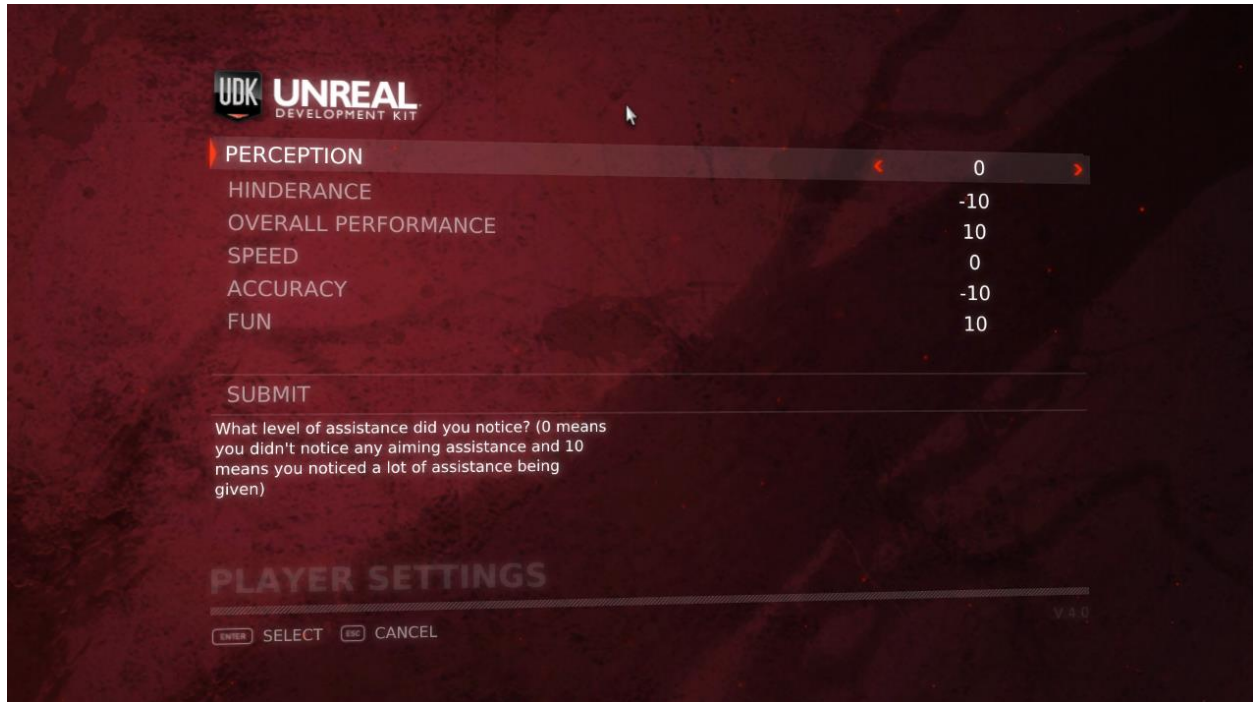 UDK UNREAL
DEVELOPMENT KIT
PERCEPTION 0
HINDERANCE -10
OVERALL PERFORMANCE 10
SPEED 0
ACCURACY -10
FUN 10
SUBMIT
What level of assistance did you notice? (0 means
you didn't notice any aiming assistance and 10
means you noticed a lot of assistance being
given)
PLAYER SETTINGS
V 4.0
ENTER SELECT ESC CANCEL